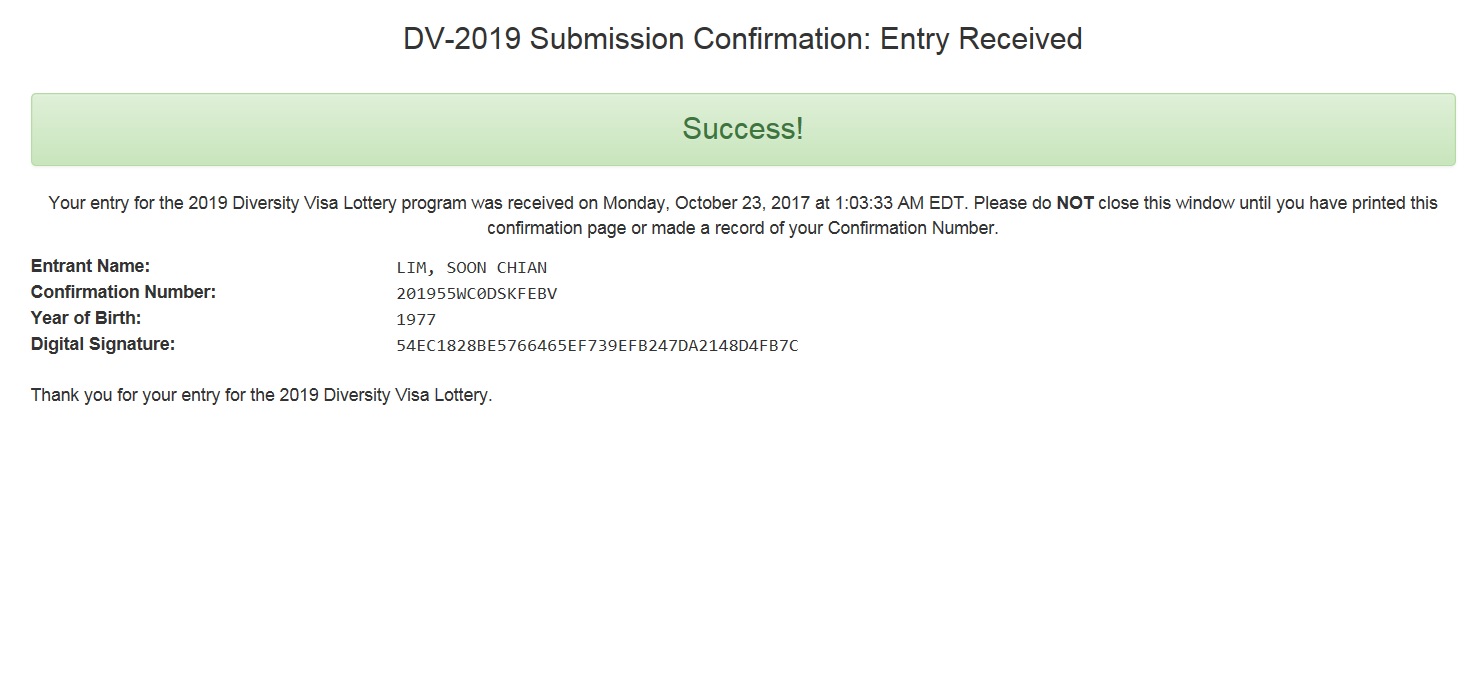 DV-2019 Submission Confirmation: Entry Received
Success!
Your entry for the 2019 Diversity Visa Lottery program was received on Monday, October 23, 2017 at 1:03:33 AM EDT. Please do NOT close this window until you have printed this
confirmation page or made a record of your Confirmation Number.
Entrant Name: LIM, SOON CHIAN
Confirmation Number: 201955WC0DSKFEBV
Year of Birth: 1977
Digital Signature: 54EC1828BE5766465EF739EFB247DA2148D4FB7C
Thank you for your entry for the 2019 Diversity Visa Lottery.